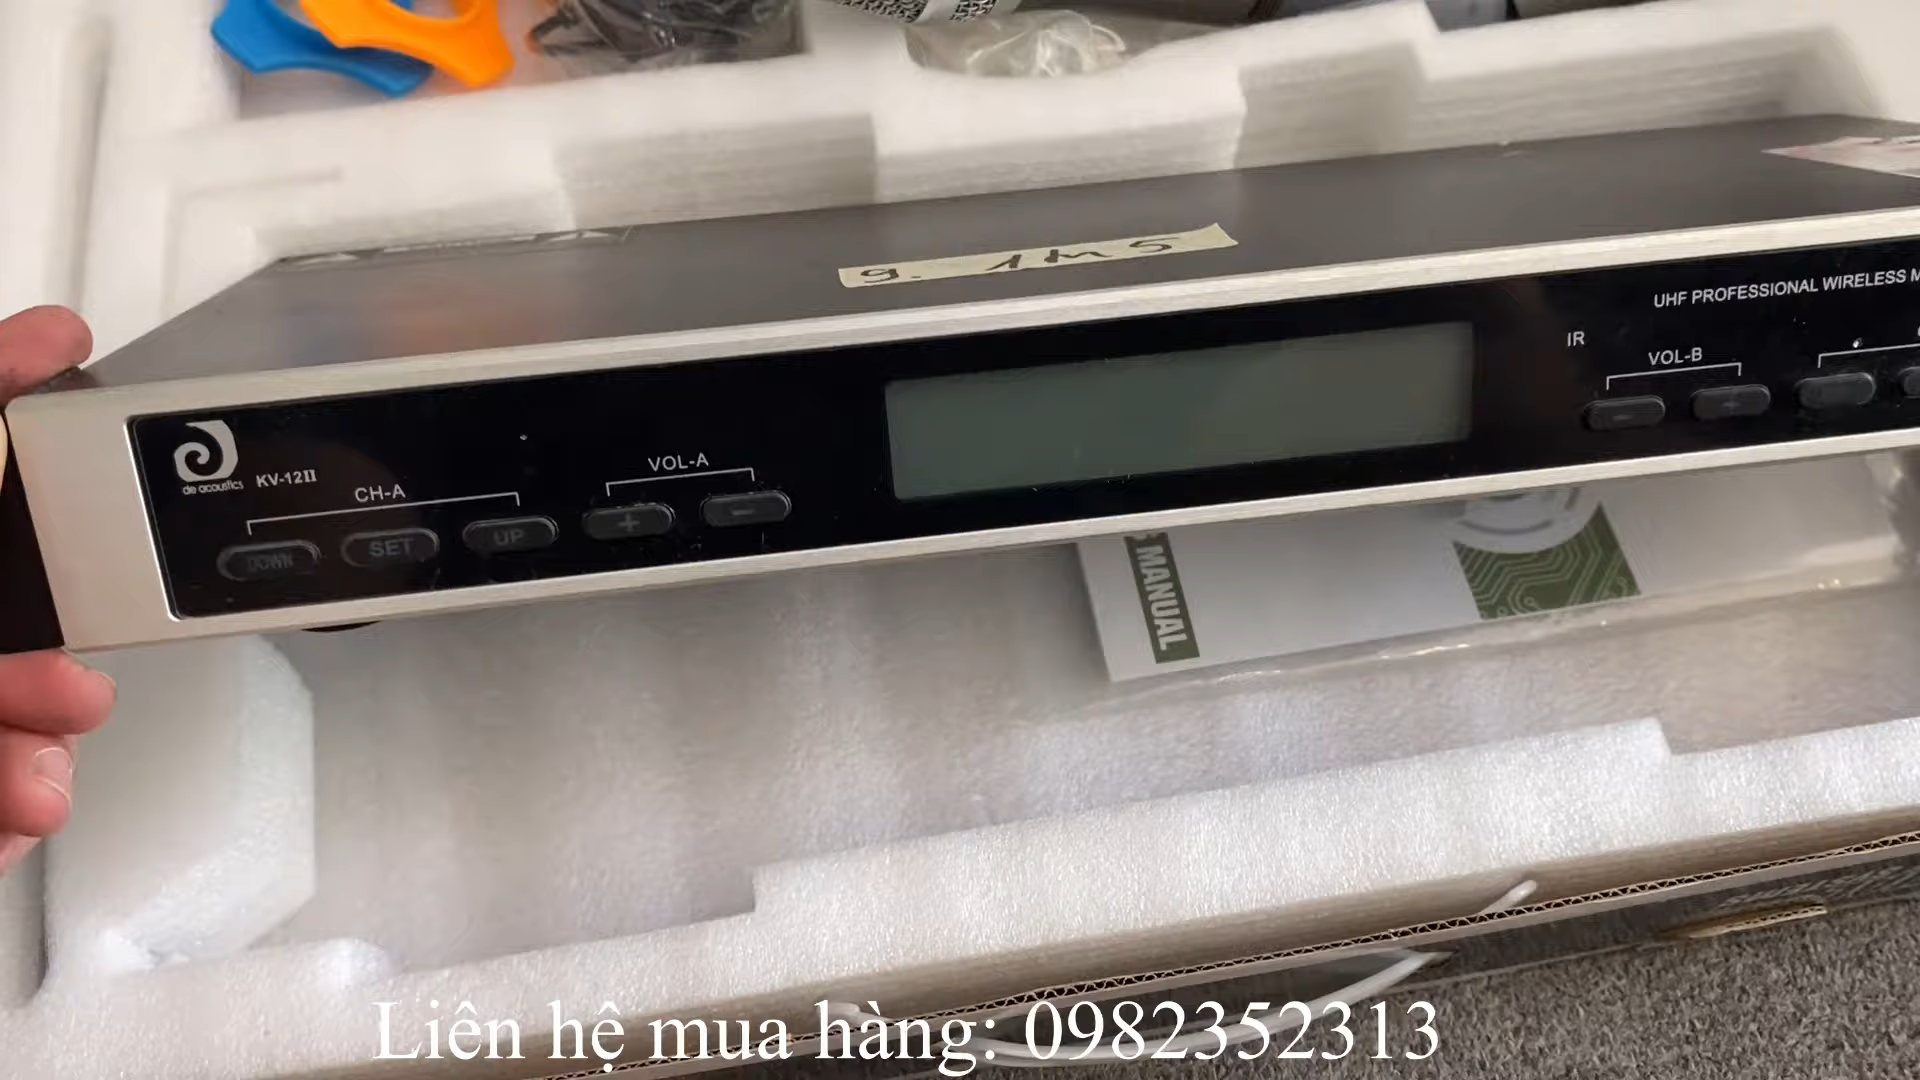 g. 1m5
UHF PROFESSIONAL WIRELESS M
IR
VOL-B
- +
de acoustics
KV-12II
CH-A
VOL-A
DOWN SET UP + -
MANUAL
Liên hệ mua hàng: 0982352313